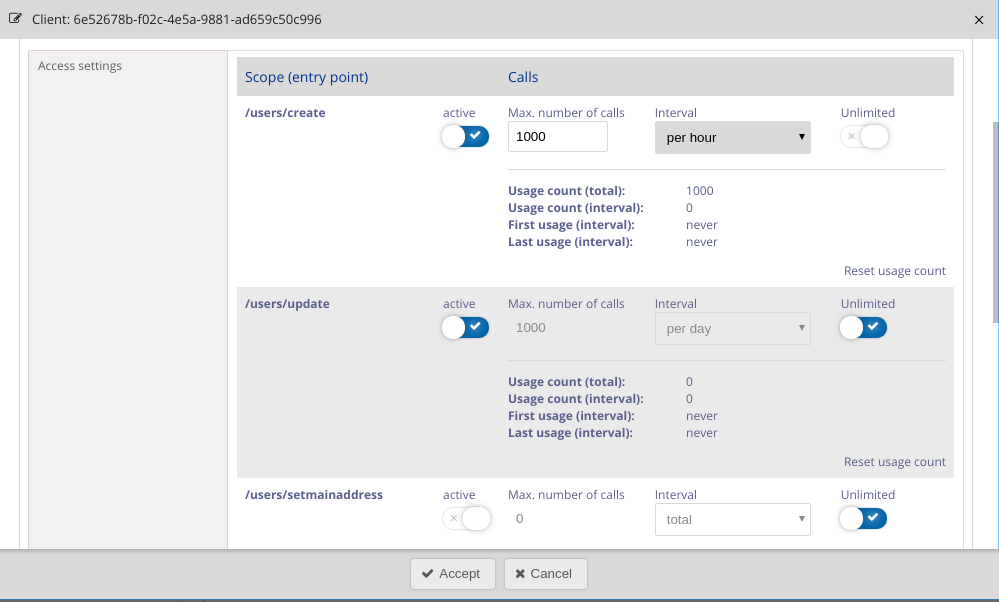 Client: 6e52678b-f02c-4e5a-9881-ad659c50c996
Access settings
Scope (entry point) Calls
/users/create active Max. number of calls Interval Unlimited
1000 per hour
Usage count (total): 1000
Usage count (interval): 0
First usage (interval): never
Last usage (interval): never
Reset usage count
/users/update active Max. number of calls Interval Unlimited
1000 per day
Usage count (total): 0
Usage count (interval): 0
First usage (interval): never
Last usage (interval): never
Reset usage count
/users/setmainaddress active Max. number of calls Interval Unlimited
0 total
Accept Cancel